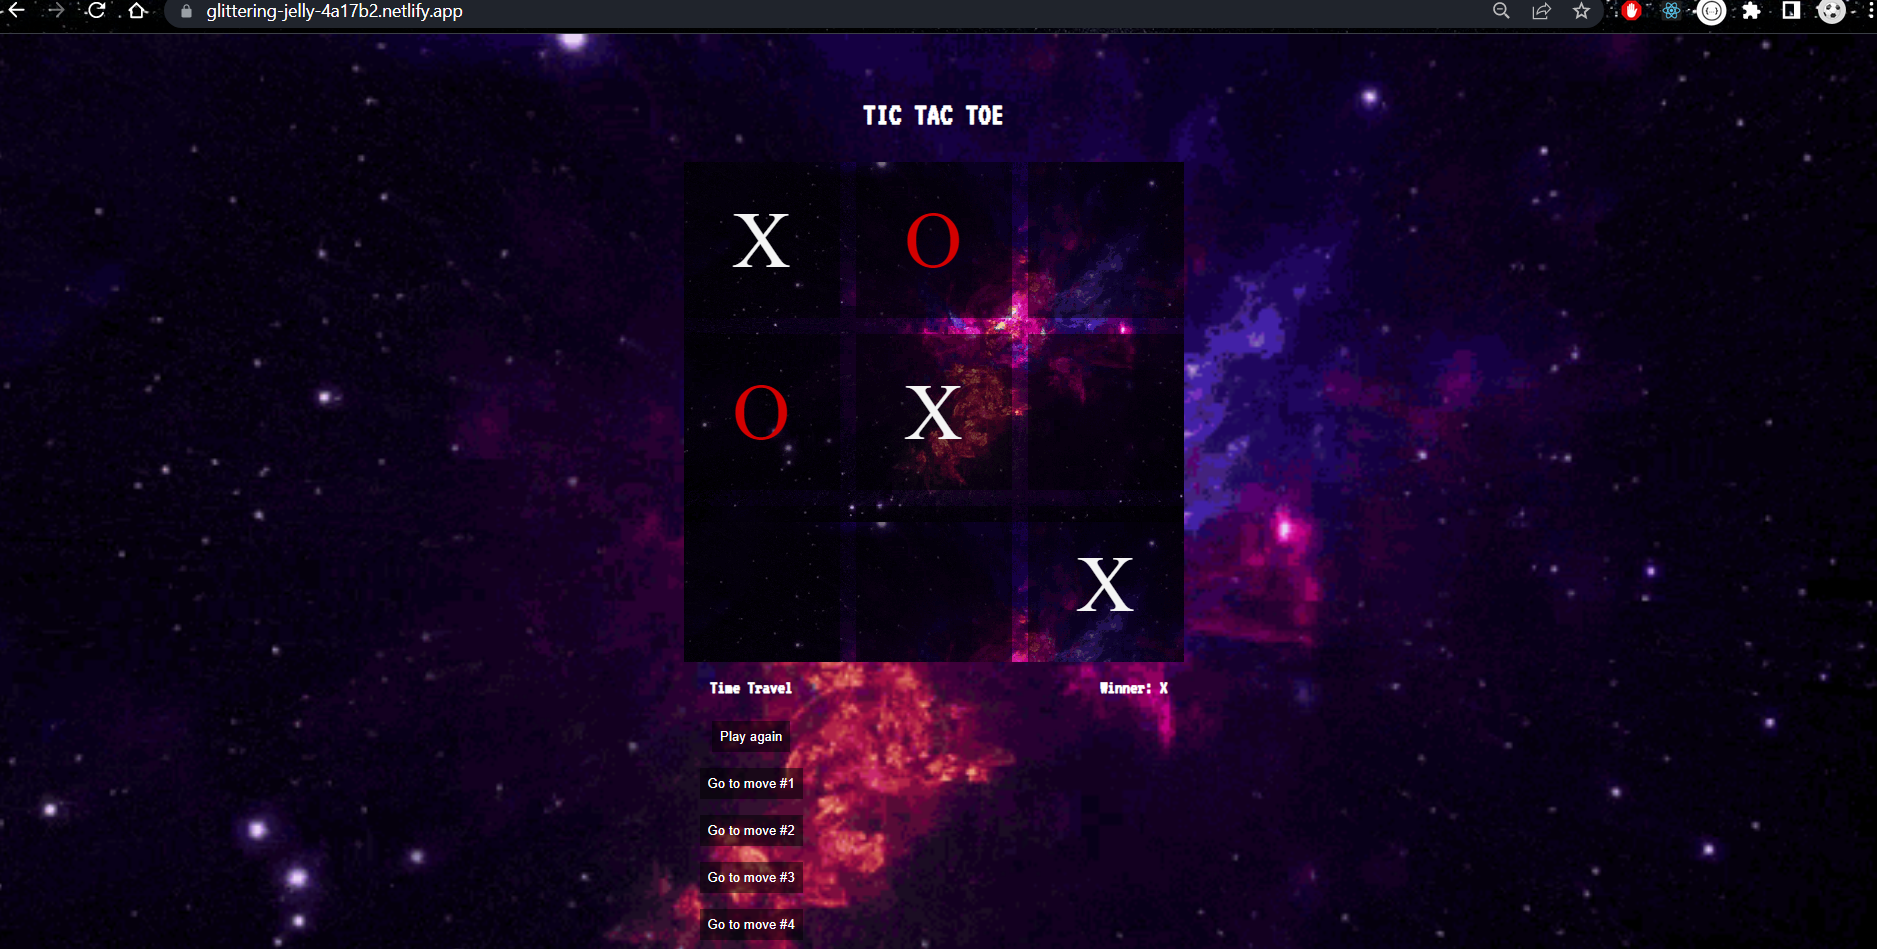 glittering-jelly-4a17b2.netlify.app
TIC TAC TOE
X O
O X
X
Time Travel
Winner: X
Play again
Go to move #1
Go to move #2
Go to move #3
Go to move #4